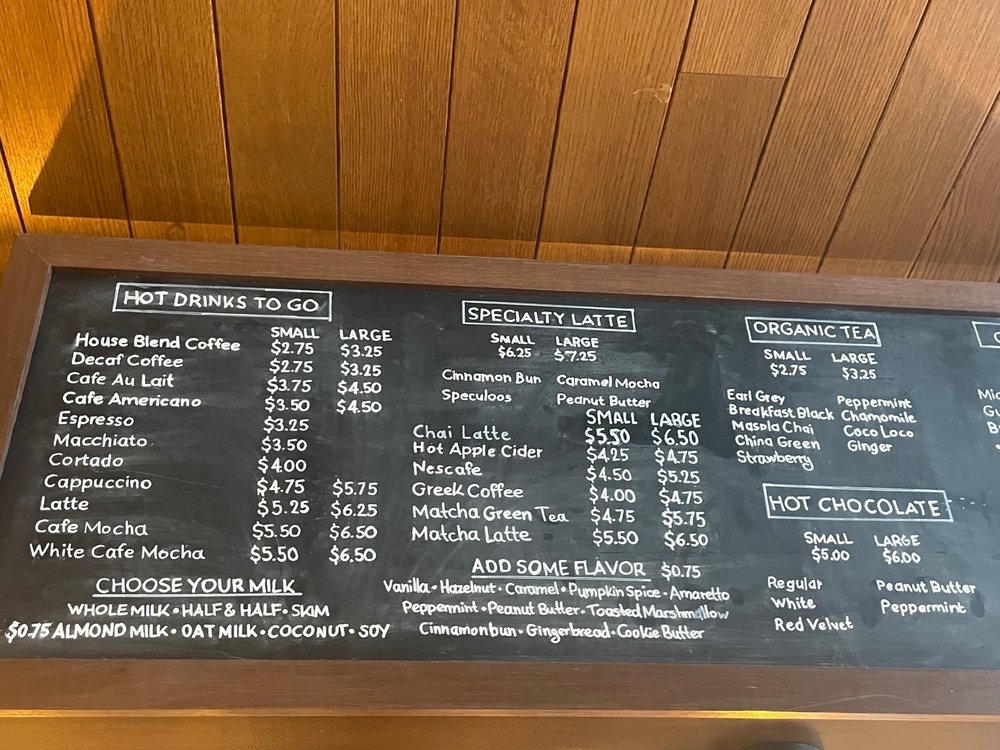 HOT DRINKS TO GO
SMALL LARGE
House Blend Coffee $2.75 $3.25
Decaf Coffee $2.75 $3.25
Cafe Au Lait $3.75 $4.50
Cafe Americano $3.50 $4.50
Espresso $3.25
Macchiato $3.50
Cortado $4.00
Cappuccino $4.75 $5.75
Latte $5.25 $6.25
Cafe Mocha $5.50 $6.50
White Cafe Mocha $5.50 $6.50
CHOOSE YOUR MILK
WHOLE MILK • HALF & HALF • SKIM
$0.75 ALMOND MILK • OAT MILK • COCONUT • SOY
SPECIALTY LATTE
SMALL LARGE
$6.25 $7.25
Cinnamon Bun Caramel Mocha
Speculoos Peanut Butter
SMALL LARGE
Chai Latte $5.50 $6.50
Hot Apple Cider $4.25 $4.75
Nescafe $4.50 $5.25
Greek Coffee $4.00 $4.75
Matcha Green Tea $4.75 $5.75
Matcha Latte $5.50 $6.50
ADD SOME FLAVOR $0.75
Vanilla • Hazelnut • Caramel • Pumpkin Spice • Amaretto
Peppermint • Peanut Butter • Toasted Marshmallow
Cinnamonbun • Gingerbread • Cookie Butter
ORGANIC TEA
SMALL LARGE
$2.75 $3.25
Earl Grey Peppermint
Breakfast Black Chamomile
Masala Chai Coco Loco
China Green Ginger
Strawberry
HOT CHOCOLATE
SMALL LARGE
$5.00 $6.00
Regular Peanut Butter
White Peppermint
Red Velvet